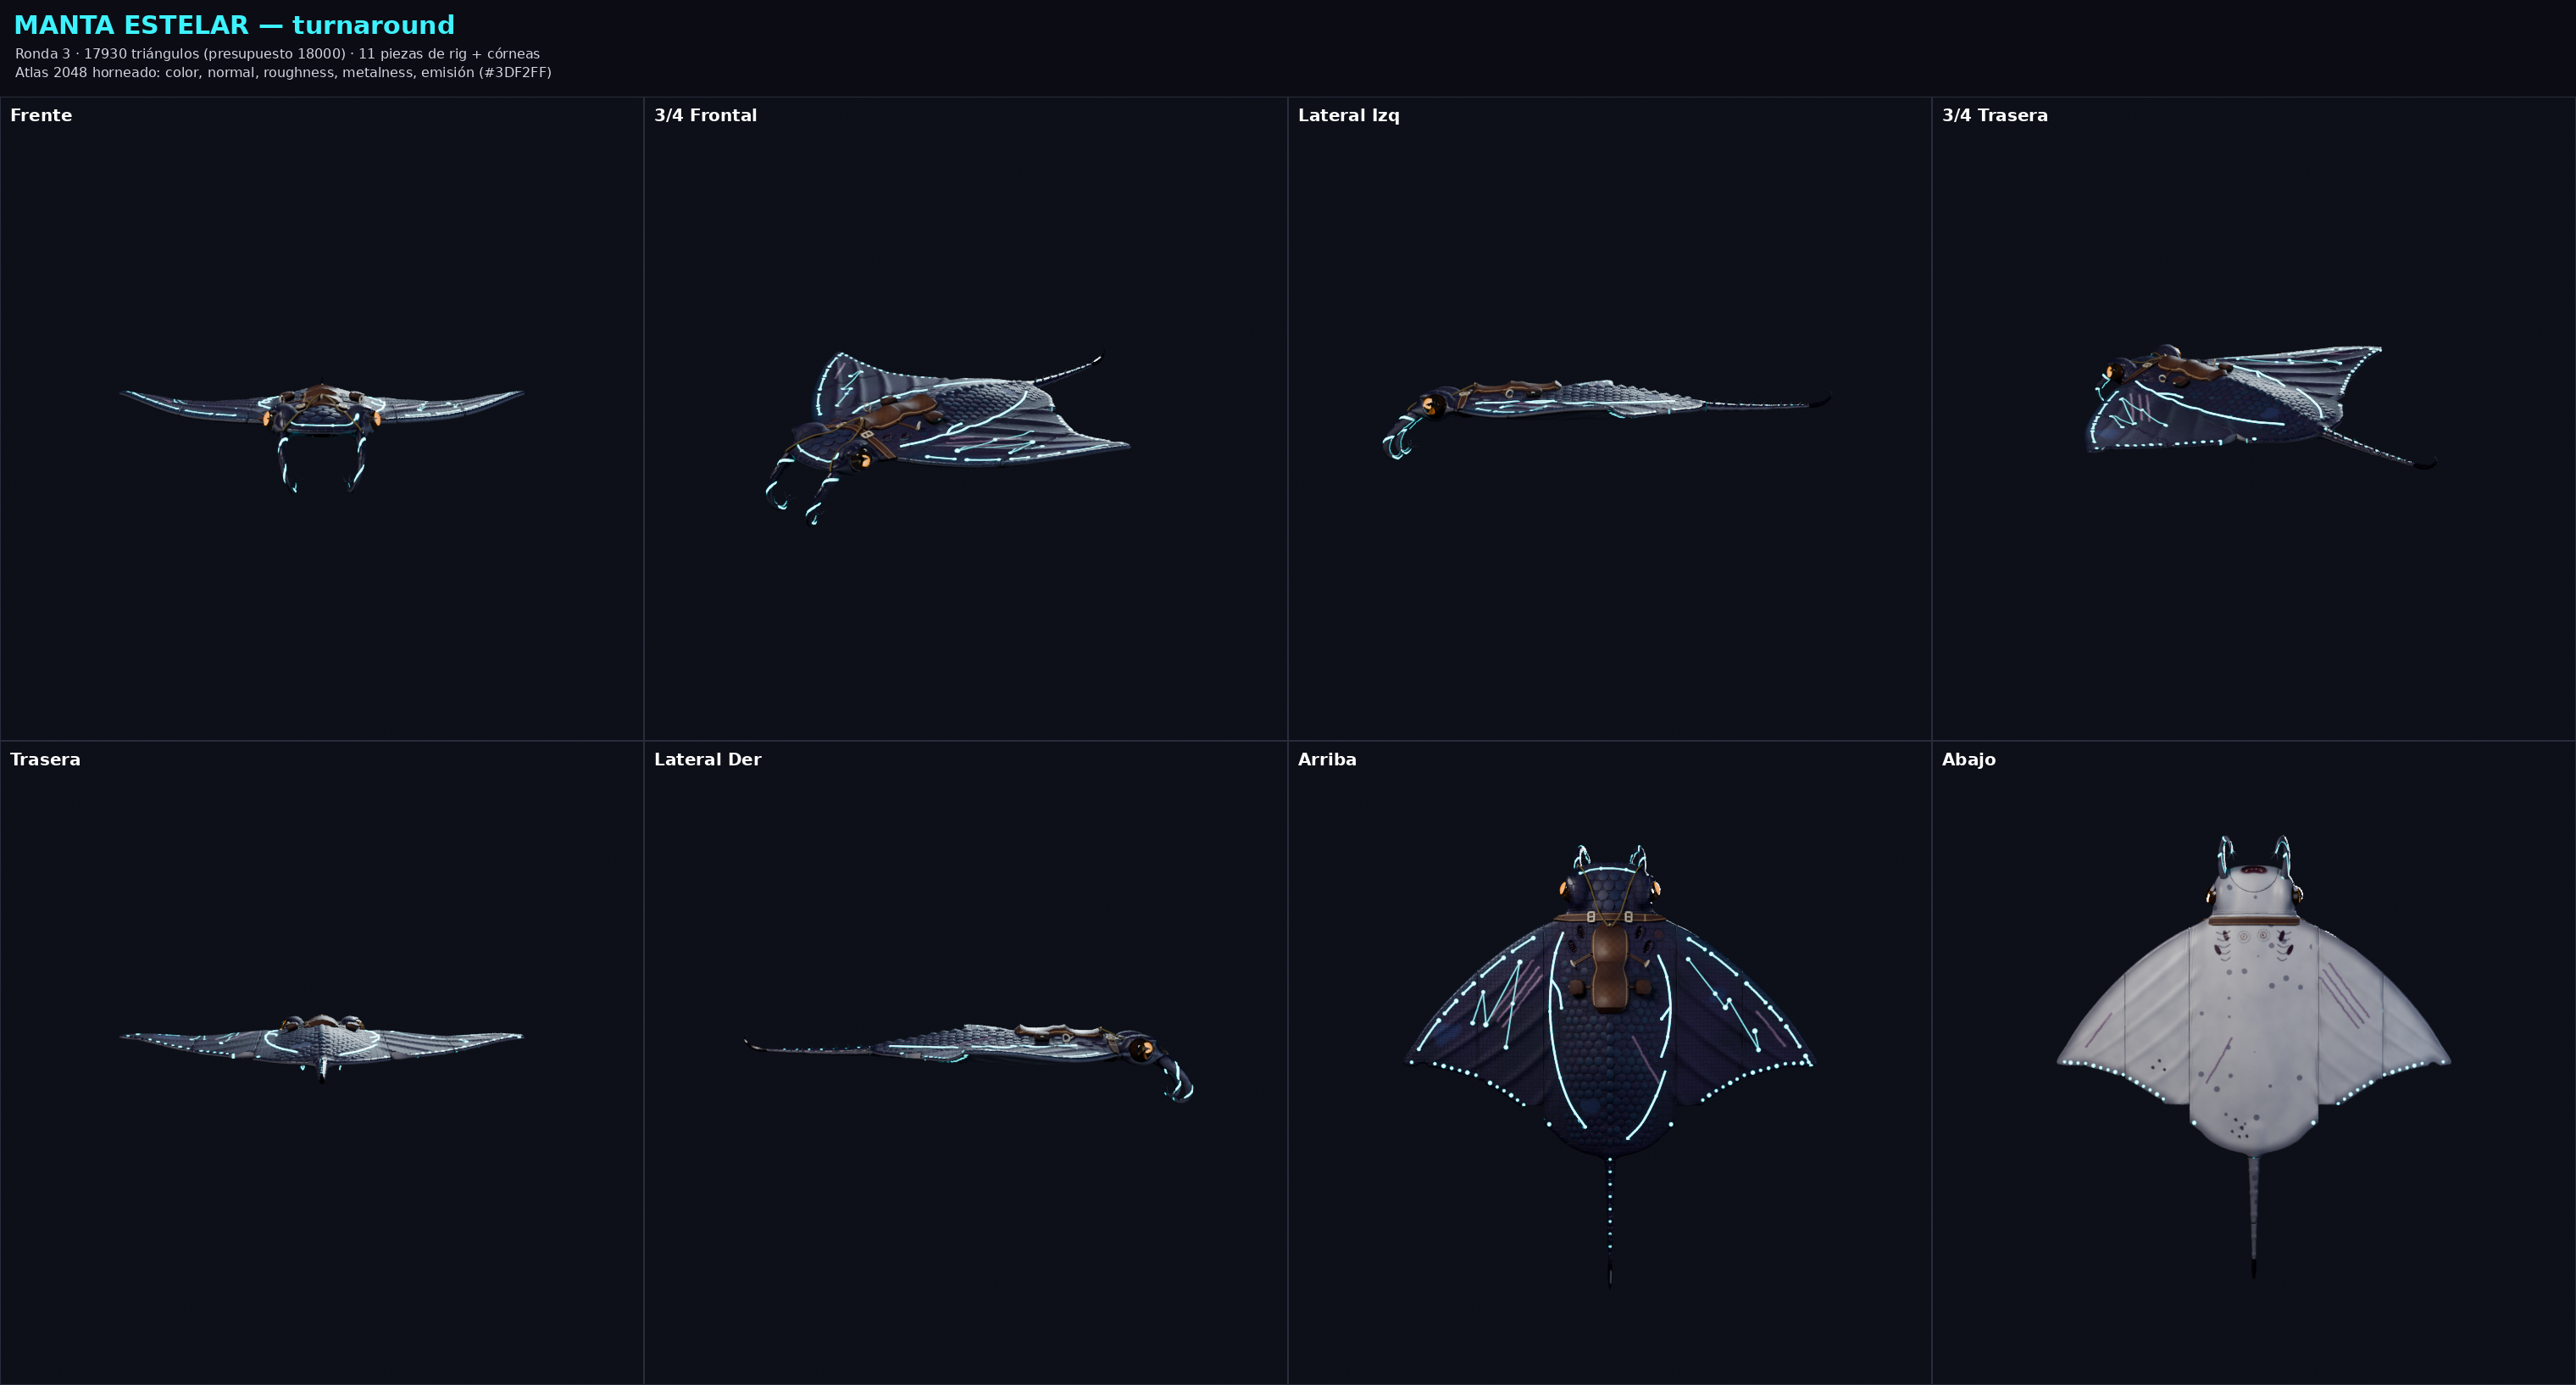 MANTA ESTELAR — turnaround
Ronda 3 · 17930 triángulos (presupuesto 18000) · 11 piezas de rig + córneas
Atlas 2048 horneado: color, normal, roughness, metalness, emisión (#3DF2FF)
Frente
3/4 Frontal
Lateral Izq
3/4 Trasera
Trasera
Lateral Der
Arriba
Abajo